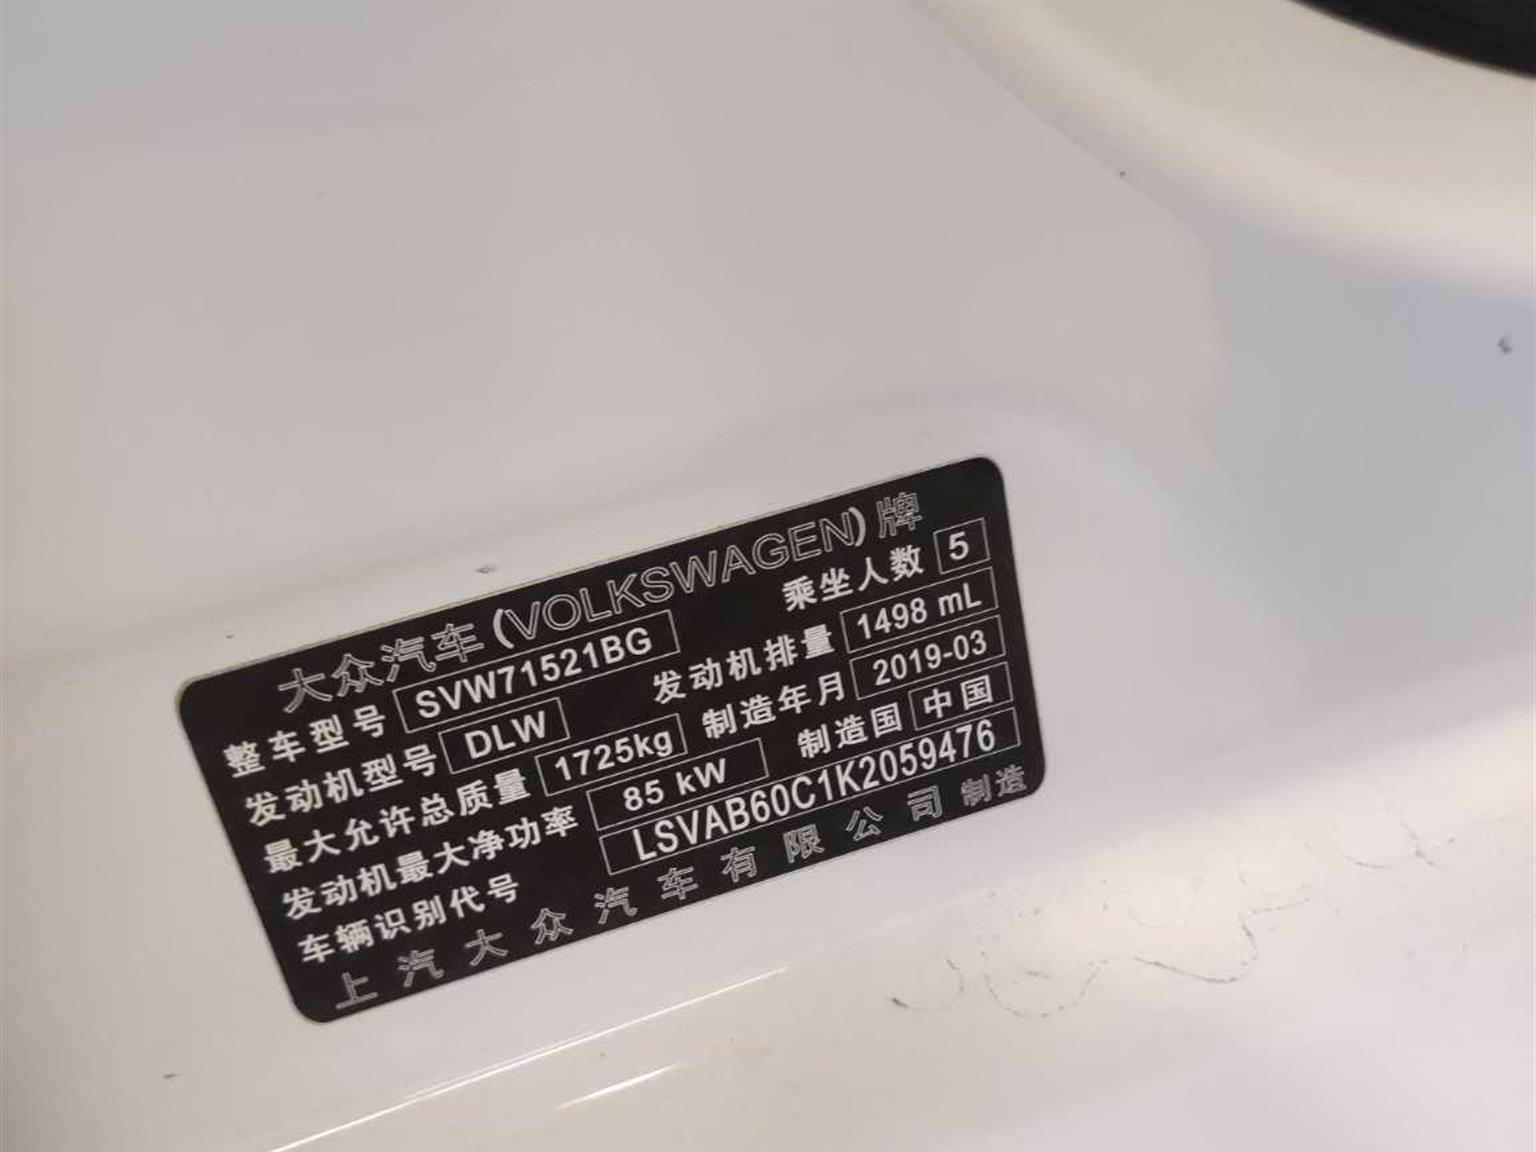 大众汽车(VOLKSWAGEN)牌
整车型号 SVW71521BG 乘坐人数 5
发动机型号 DLW 发动机排量 1498 mL
最大允许总质量 1725kg 制造年月 2019-03
发动机最大净功率 85 kW 制造国 中国
车辆识别代号 LSVAB60C1K2059476
上汽大众汽车有限公司 制造